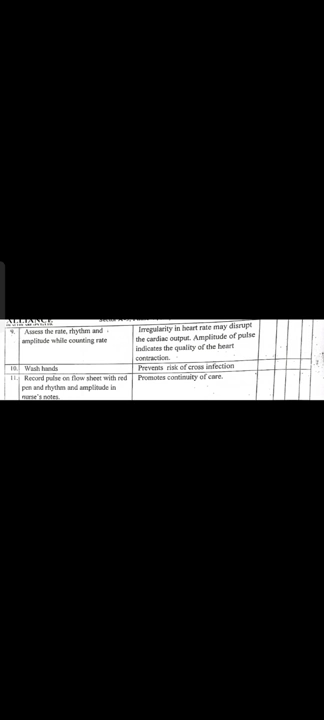 ALLIANCE
9. Assess the rate, rhythm and
amplitude while counting rate
Irregularity in heart rate may disrupt
the cardiac output. Amplitude of pulse
indicates the quality of the heart
contraction.
10. Wash hands
Prevents risk of cross infection
11. Record pulse on flow sheet with red
pen and rhythm and amplitude in
nurse's notes.
Promotes continuity of care.